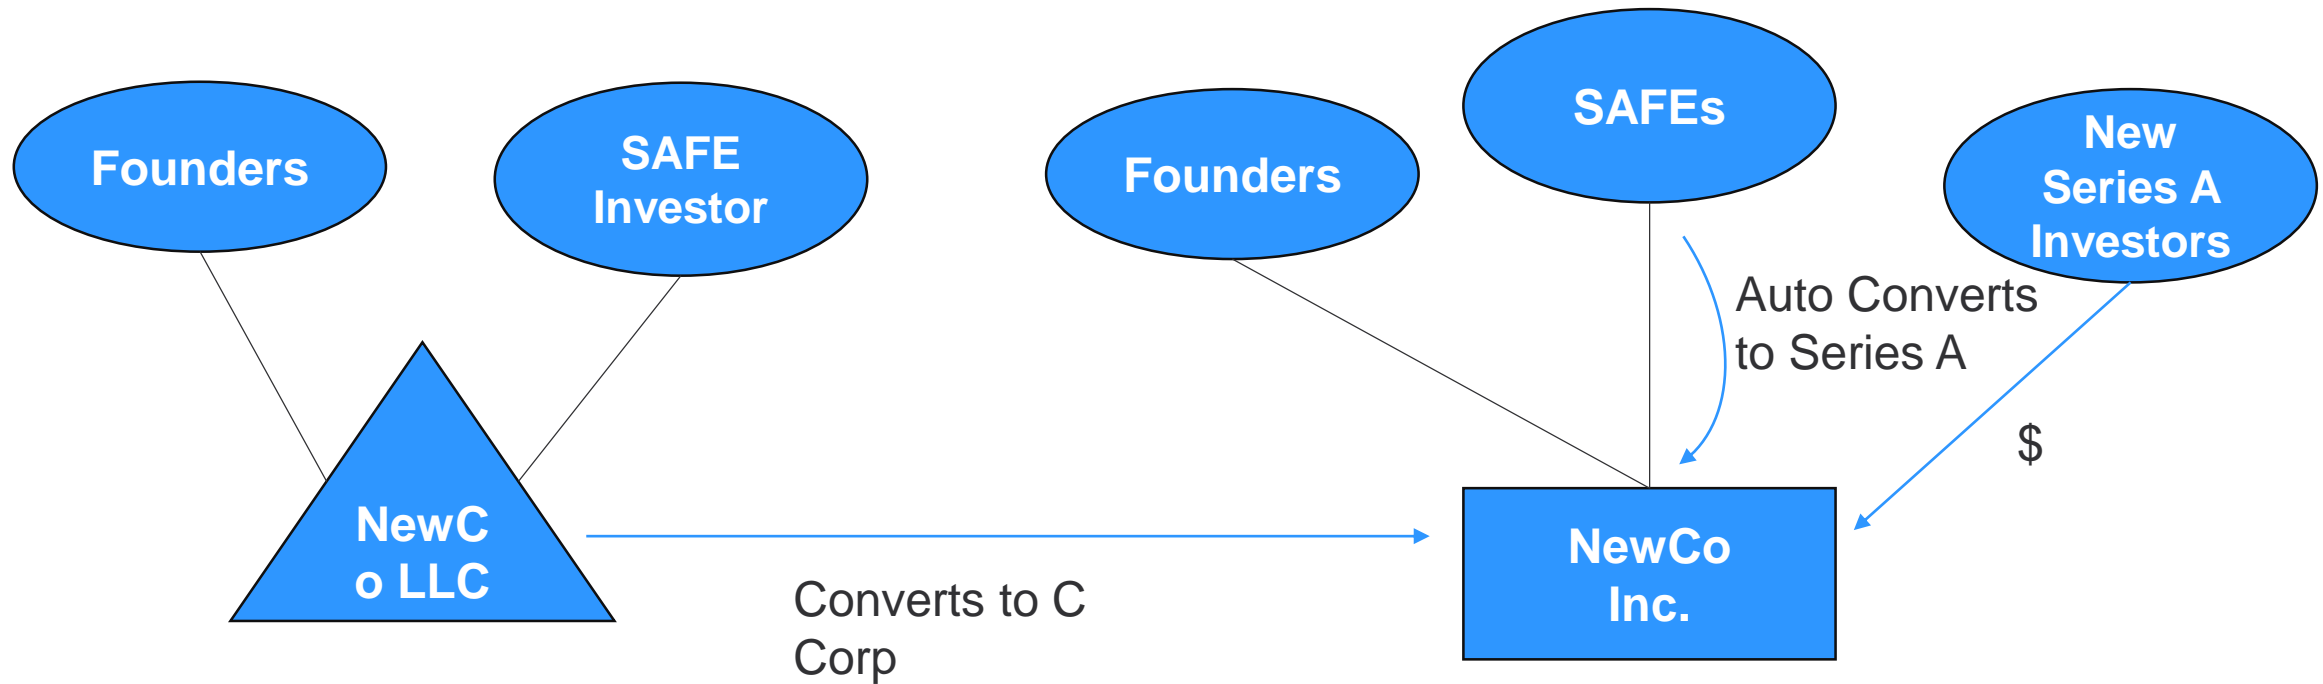 Founders
SAFE
Investor
NewC
o LLC
Converts to C
Corp
Founders
SAFEs
New
Series A
Investors
Auto Converts
to Series A
$
NewCo
Inc.